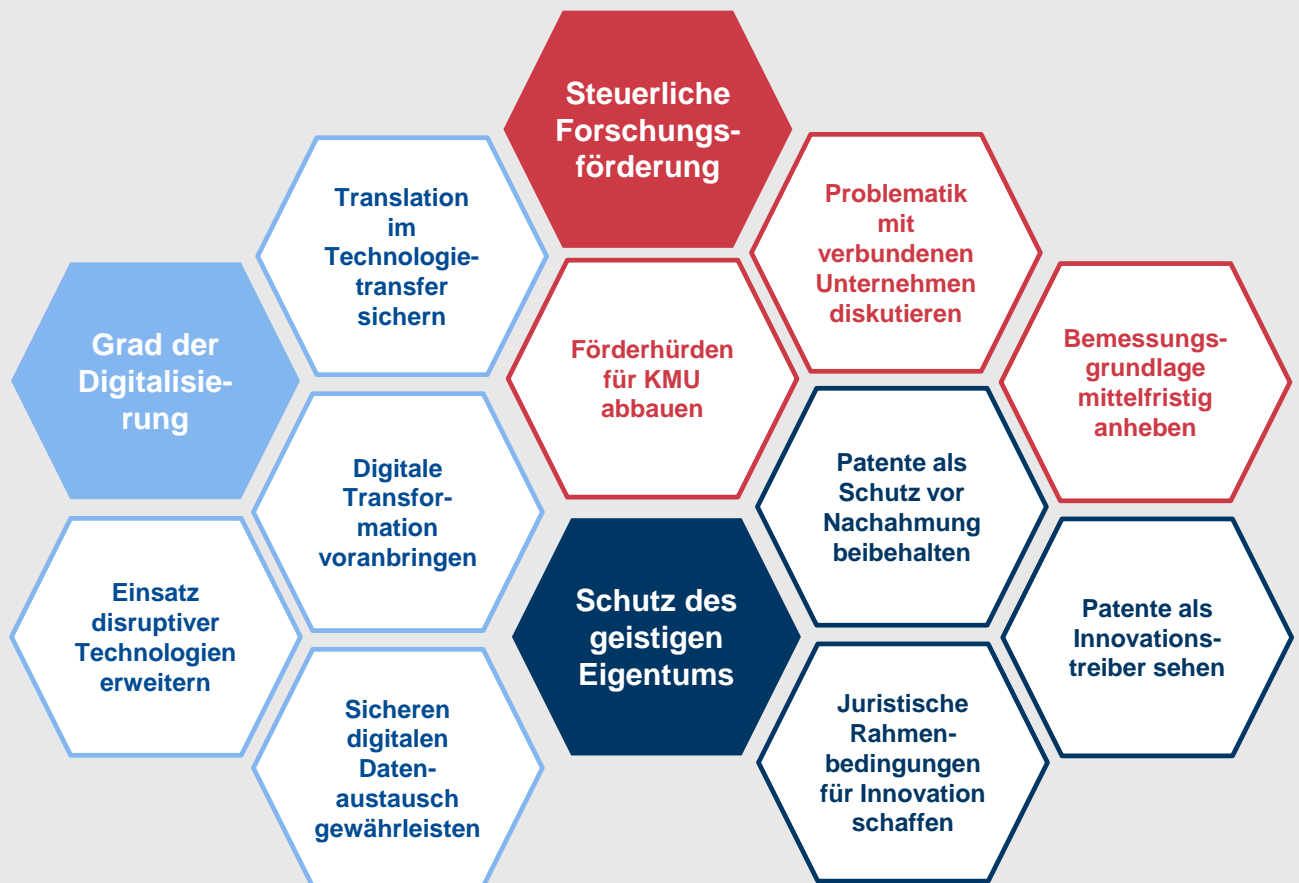 Steuerliche
Forschungs-
förderung
Translation
im
Technologie-
transfer
sichern
Problematik
mit
verbundenen
Unternehmen
diskutieren
Grad der
Digitalisie-
rung
Förderhürden
für KMU
abbauen
Bemessungs-
grundlage
mittelfristig
anheben
Digitale
Transfor-
mation
voranbringen
Patente als
Schutz vor
Nachahmung
beibehalten
Einsatz
disruptiver
Technologien
erweitern
Schutz des
geistigen
Eigentums
Patente als
Innovations-
treiber sehen
Sicheren
digitalen
Daten-
austausch
gewährleisten
Juristische
Rahmen-
bedingungen
für Innovation
schaffen